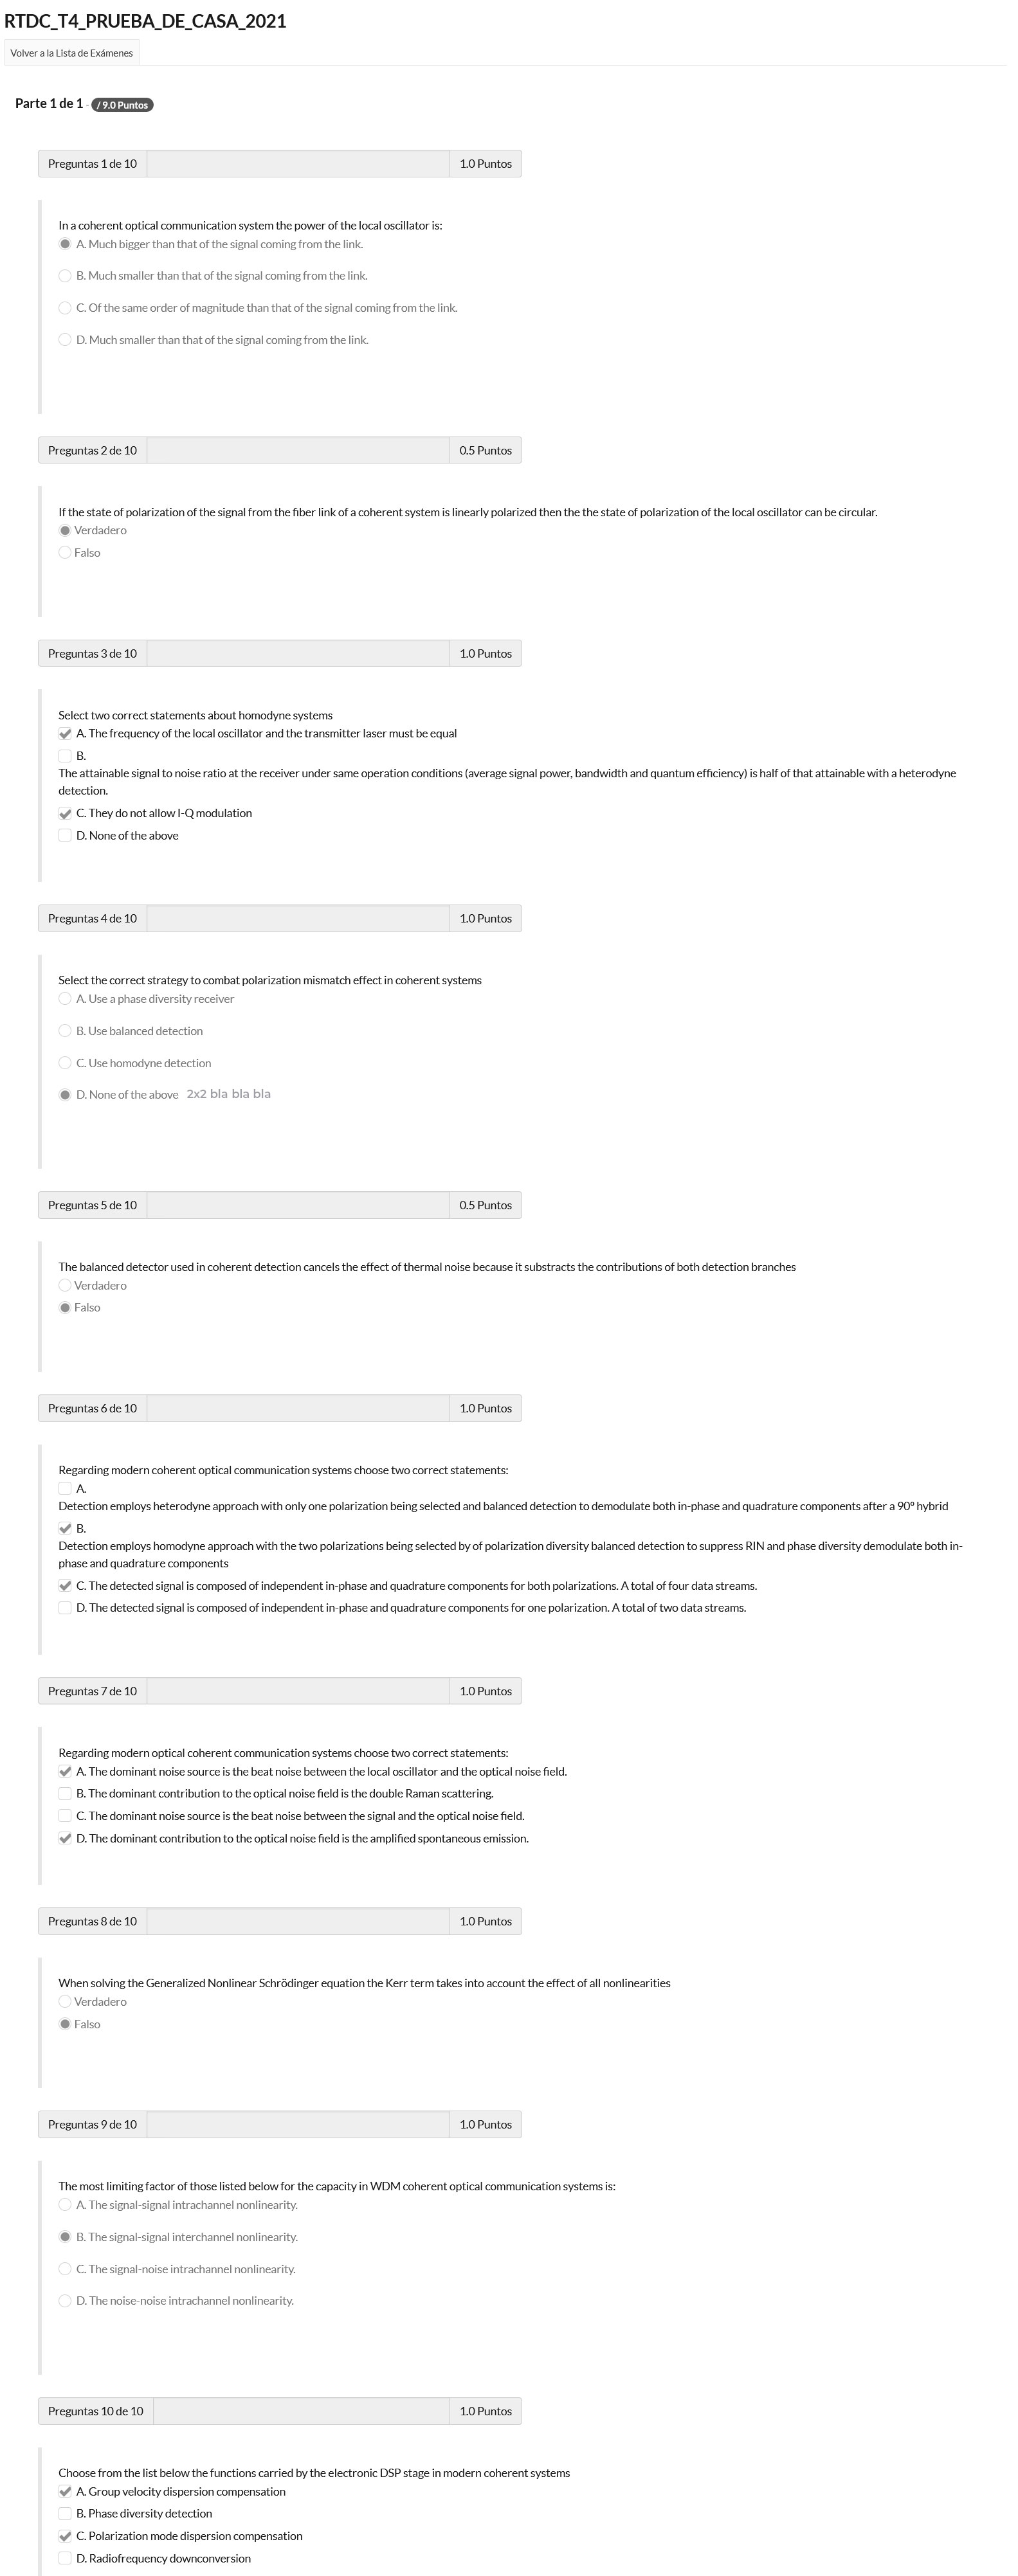 RTDC_T4_PRUEBA_DE_CASA_2021
Volver a la Lista de Exámenes
Parte 1 de 1 - / 9.0 Puntos
Preguntas 1 de 10 1.0 Puntos
In a coherent optical communication system the power of the local oscillator is:
A. Much bigger than that of the signal coming from the link.
B. Much smaller than that of the signal coming from the link.
C. Of the same order of magnitude than that of the signal coming from the link.
D. Much smaller than that of the signal coming from the link.
Preguntas 2 de 10 0.5 Puntos
If the state of polarization of the signal from the fiber link of a coherent system is linearly polarized then the the state of polarization of the local oscillator can be circular.
Verdadero
Falso
Preguntas 3 de 10 1.0 Puntos
Select two correct statements about homodyne systems
A. The frequency of the local oscillator and the transmitter laser must be equal
B.
The attainable signal to noise ratio at the receiver under same operation conditions (average signal power, bandwidth and quantum efficiency) is half of that attainable with a heterodyne
detection.
C. They do not allow I-Q modulation
D. None of the above
Preguntas 4 de 10 1.0 Puntos
Select the correct strategy to combat polarization mismatch effect in coherent systems
A. Use a phase diversity receiver
B. Use balanced detection
C. Use homodyne detection
D. None of the above 2x2 bla bla bla
Preguntas 5 de 10 0.5 Puntos
The balanced detector used in coherent detection cancels the effect of thermal noise because it substracts the contributions of both detection branches
Verdadero
Falso
Preguntas 6 de 10 1.0 Puntos
Regarding modern coherent optical communication systems choose two correct statements:
A.
Detection employs heterodyne approach with only one polarization being selected and balanced detection to demodulate both in-phase and quadrature components after a 90º hybrid
B.
Detection employs homodyne approach with the two polarizations being selected by of polarization diversity balanced detection to suppress RIN and phase diversity demodulate both in-
phase and quadrature components
C. The detected signal is composed of independent in-phase and quadrature components for both polarizations. A total of four data streams.
D. The detected signal is composed of independent in-phase and quadrature components for one polarization. A total of two data streams.
Preguntas 7 de 10 1.0 Puntos
Regarding modern optical coherent communication systems choose two correct statements:
A. The dominant noise source is the beat noise between the local oscillator and the optical noise field.
B. The dominant contribution to the optical noise field is the double Raman scattering.
C. The dominant noise source is the beat noise between the signal and the optical noise field.
D. The dominant contribution to the optical noise field is the amplified spontaneous emission.
Preguntas 8 de 10 1.0 Puntos
When solving the Generalized Nonlinear Schrödinger equation the Kerr term takes into account the effect of all nonlinearities
Verdadero
Falso
Preguntas 9 de 10 1.0 Puntos
The most limiting factor of those listed below for the capacity in WDM coherent optical communication systems is:
A. The signal-signal intrachannel nonlinearity.
B. The signal-signal interchannel nonlinearity.
C. The signal-noise intrachannel nonlinearity.
D. The noise-noise intrachannel nonlinearity.
Preguntas 10 de 10 1.0 Puntos
Choose from the list below the functions carried by the electronic DSP stage in modern coherent systems
A. Group velocity dispersion compensation
B. Phase diversity detection
C. Polarization mode dispersion compensation
D. Radiofrequency downconversion